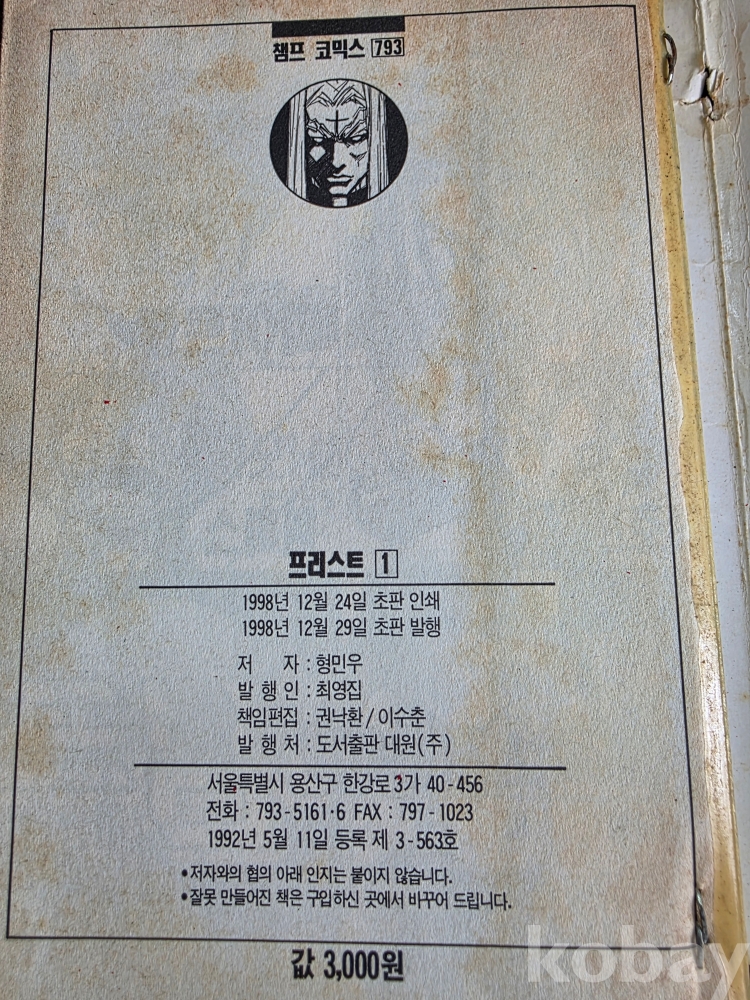 챔프 코믹스 793
프리스트 1
1998년 12월 24일 초판 인쇄
1998년 12월 29일 초판 발행
저 자 : 형민우
발 행 인 : 최영집
책임편집 : 권낙환 / 이수춘
발 행 처 : 도서출판 대원(주)
서울특별시 용산구 한강로 3가 40-456
전화 : 793-5161·6 FAX : 797-1023
1992년 5월 11일 등록 제 3-563호
•저자와의 협의 아래 인지는 붙이지 않습니다.
•잘못 만들어진 책은 구입하신 곳에서 바꾸어 드립니다.
값 3,000원
kobay